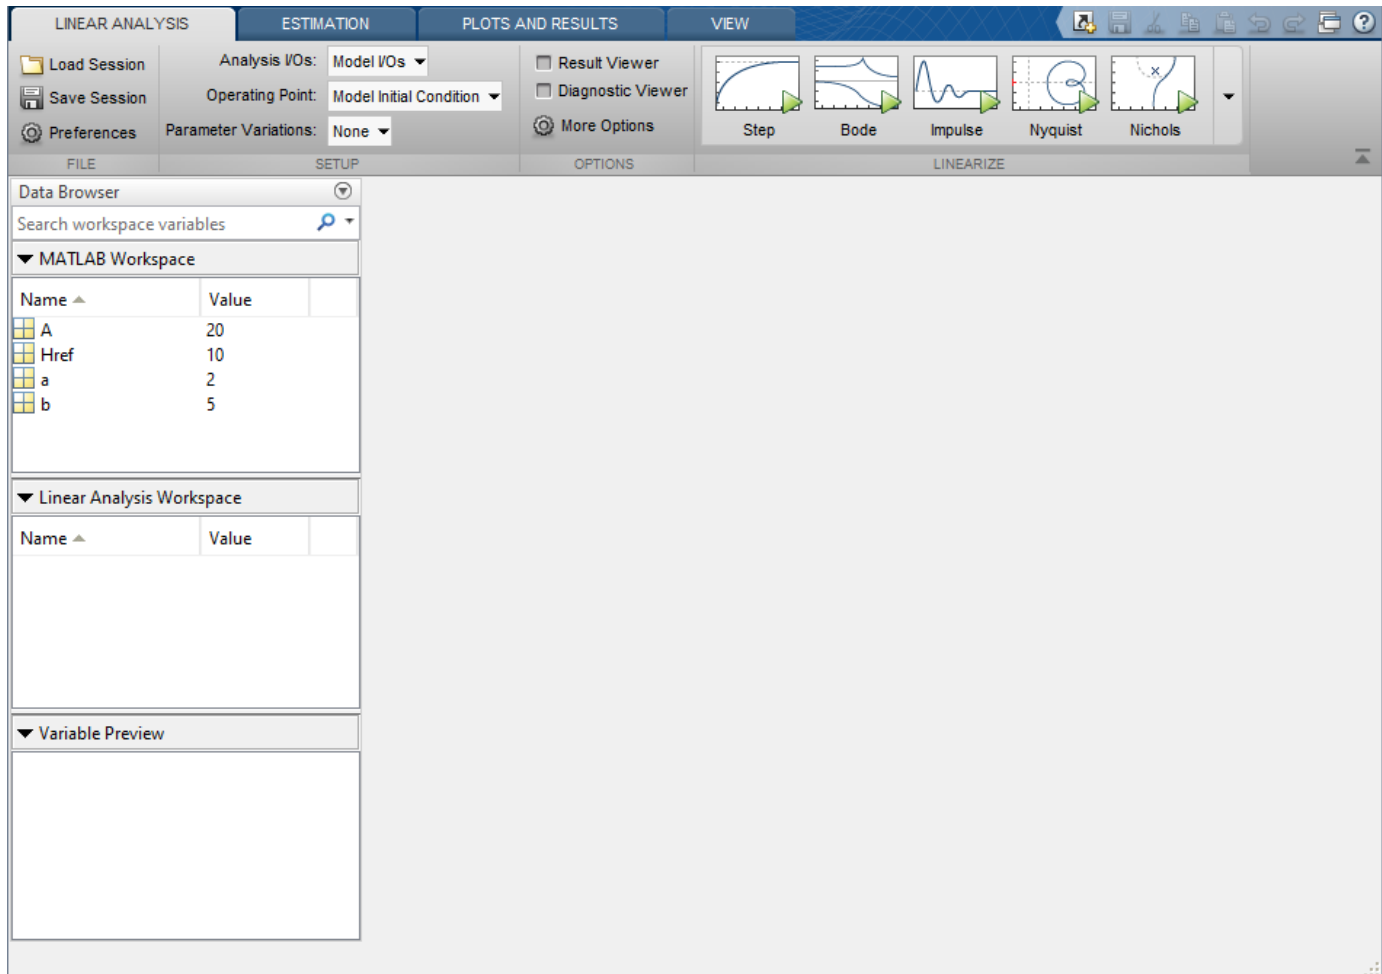 LINEAR ANALYSIS ESTIMATION PLOTS AND RESULTS VIEW
Load Session Analysis I/Os: Model I/Os Result Viewer
Save Session Operating Point: Model Initial Condition Diagnostic Viewer
Preferences Parameter Variations: None More Options Step Bode Impulse Nyquist Nichols
FILE SETUP OPTIONS LINEARIZE
Data Browser
Search workspace variables
MATLAB Workspace
Name Value
A 20
Href 10
a 2
b 5
Linear Analysis Workspace
Name Value
Variable Preview